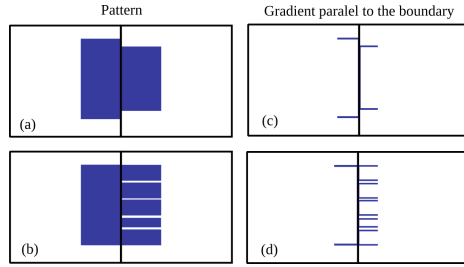 Pattern
Gradient paralel to the boundary
(a)
(c)
(b)
(d)